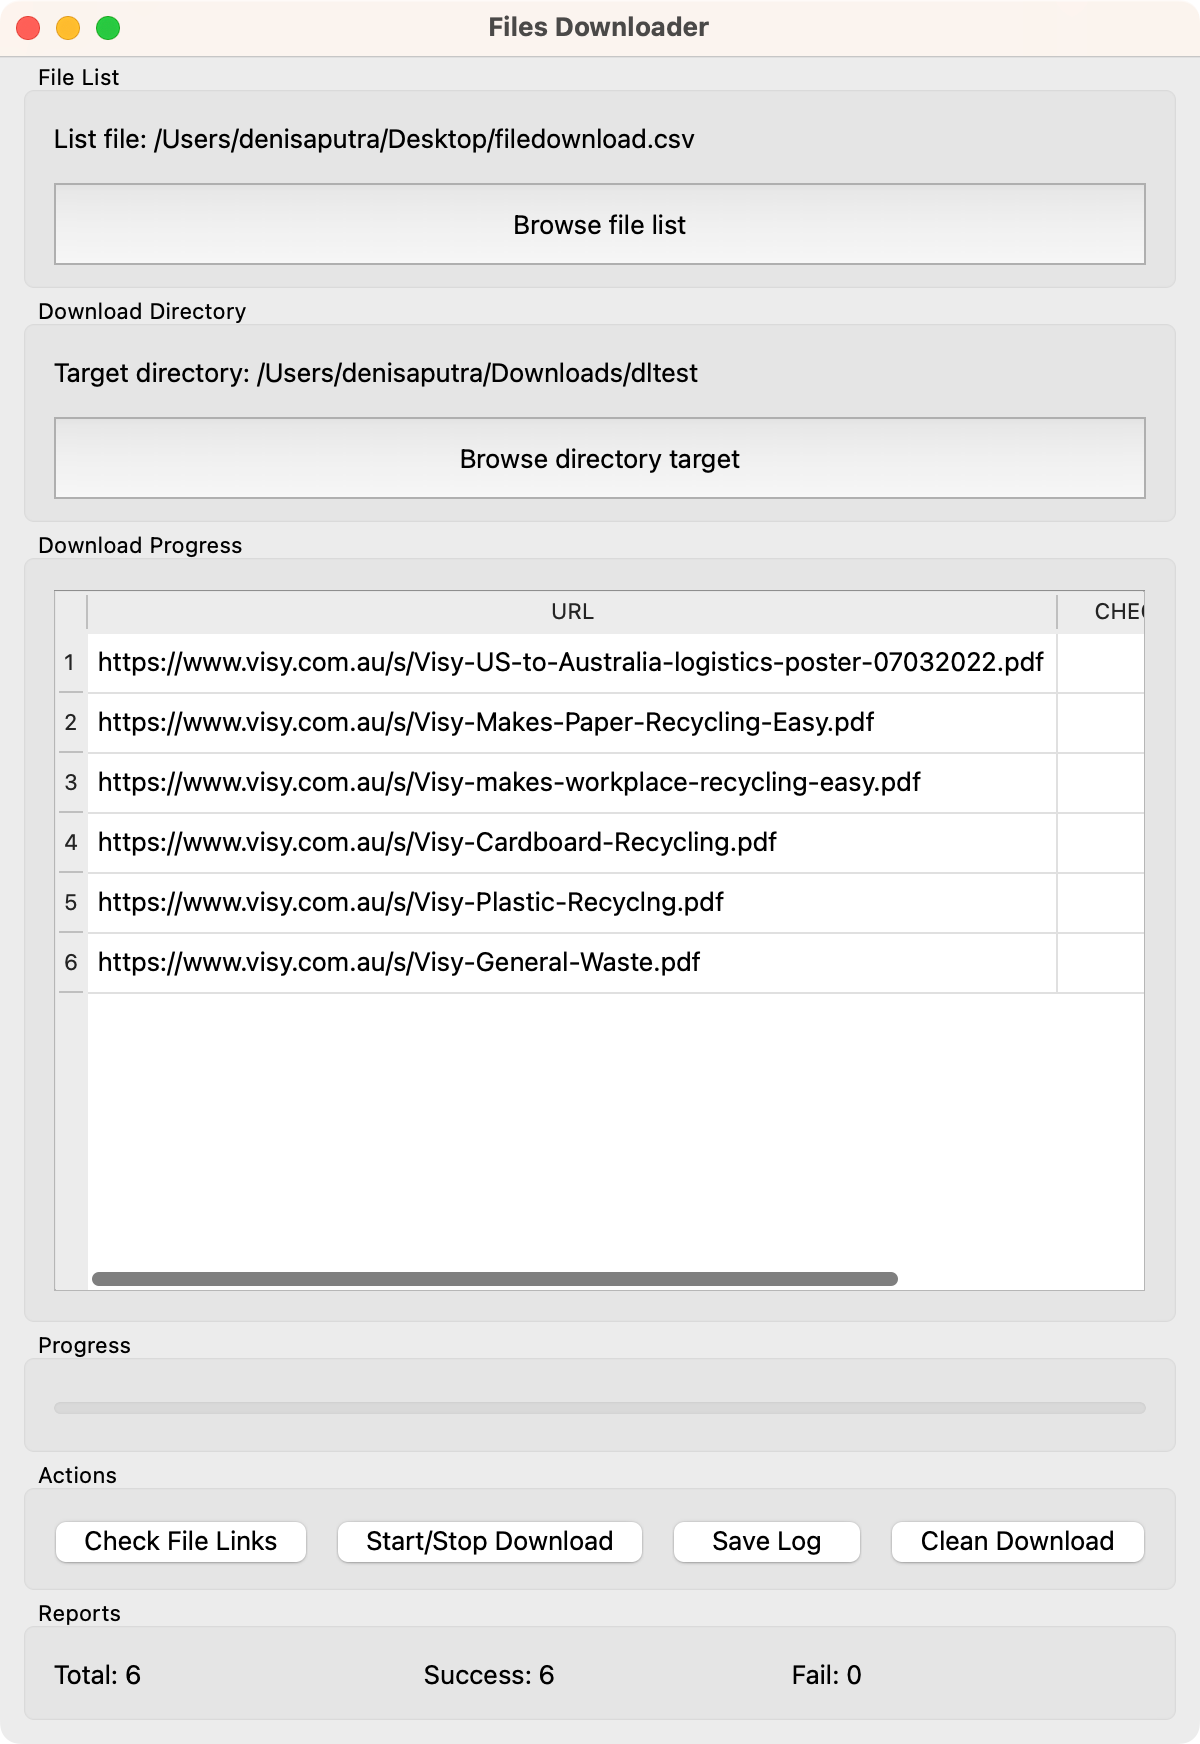 Files Downloader
File List
List file: /Users/denisaputra/Desktop/filedownload.csv
Browse file list
Download Directory
Target directory: /Users/denisaputra/Downloads/dltest
Browse directory target
Download Progress
URL CHEC
1 https://www.visy.com.au/s/Visy-US-to-Australia-logistics-poster-07032022.pdf
2 https://www.visy.com.au/s/Visy-Makes-Paper-Recycling-Easy.pdf
3 https://www.visy.com.au/s/Visy-makes-workplace-recycling-easy.pdf
4 https://www.visy.com.au/s/Visy-Cardboard-Recycling.pdf
5 https://www.visy.com.au/s/Visy-Plastic-Recyclng.pdf
6 https://www.visy.com.au/s/Visy-General-Waste.pdf
Progress
Actions
Check File Links Start/Stop Download Save Log Clean Download
Reports
Total: 6 Success: 6 Fail: 0